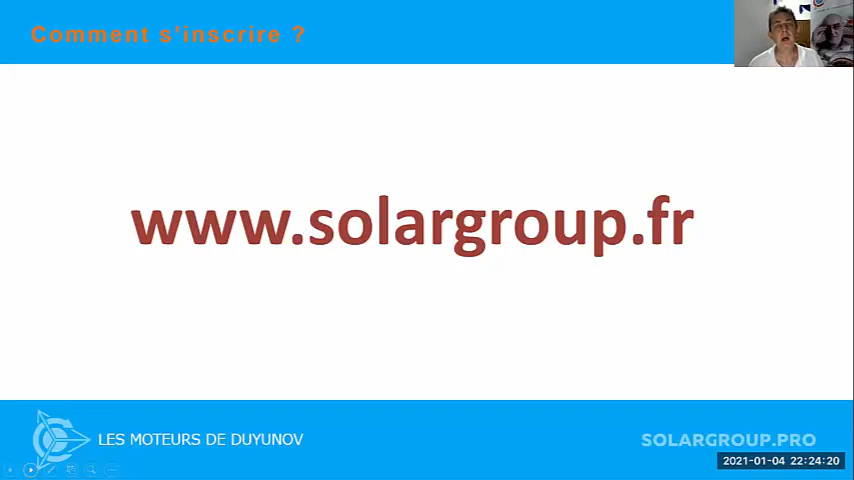 Comment s'inscrire ?
www.solargroup.fr
LES MOTEURS DE DUYUNOV
SOLARGROUP.PRO
2021-01-04 22:24:20